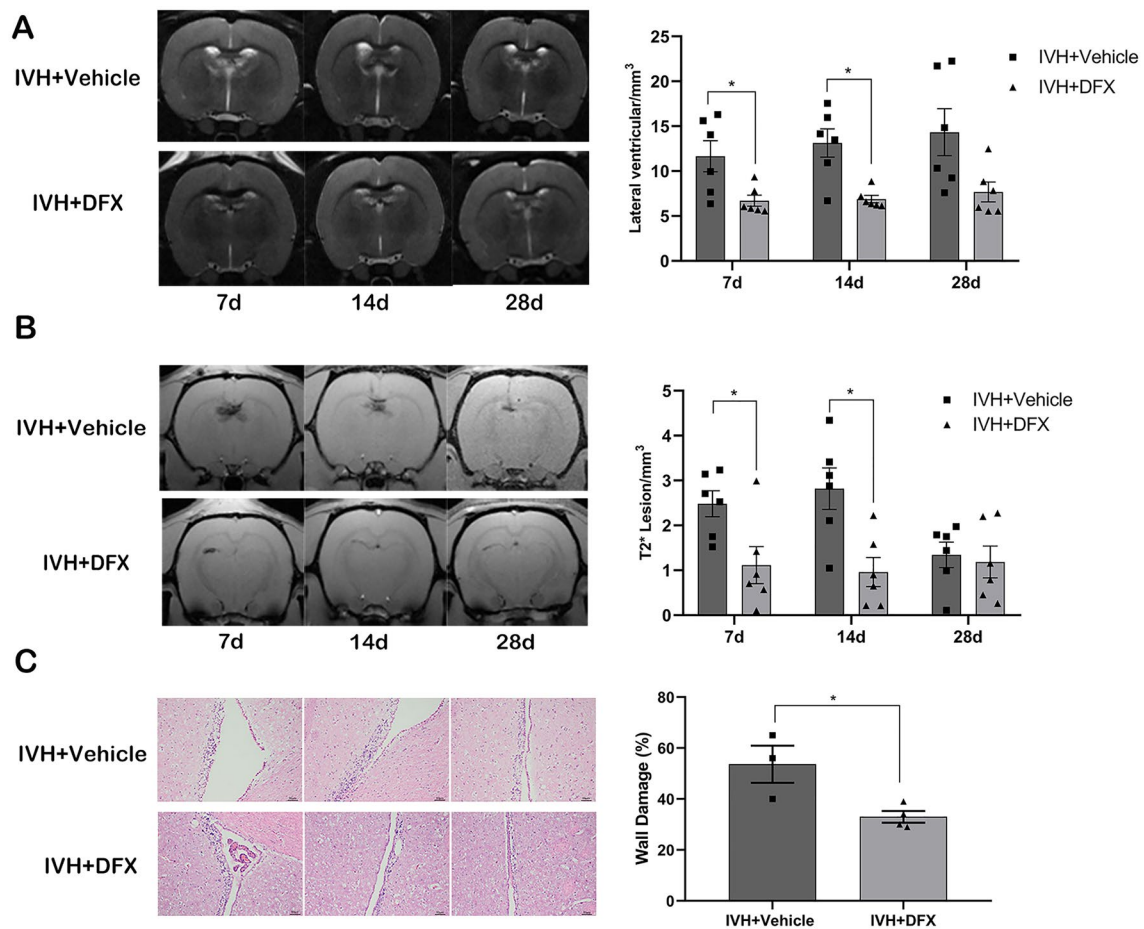 A
IVH+Vehicle
IVH+DFX
7d
14d
28d
Lateral ventricular/mm³
25
20
15
10
5
0
*
*
7d
14d
28d
IVH+Vehicle
IVH+DFX
B
IVH+Vehicle
IVH+DFX
7d
14d
28d
T2* Lesion/mm³
5
4
3
2
1
0
*
*
7d
14d
28d
IVH+Vehicle
IVH+DFX
C
IVH+Vehicle
IVH+DFX
Wall Damage (%)
80
60
40
20
0
*
IVH+Vehicle
IVH+DFX